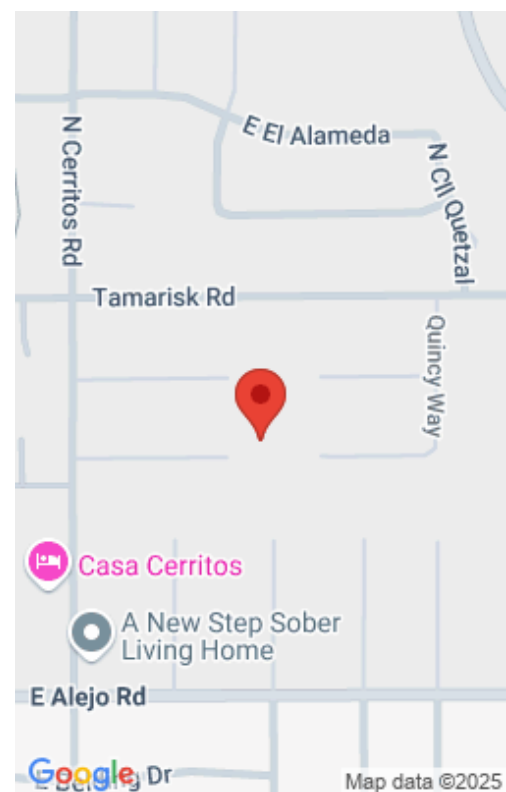 E El Alameda
N Cerritos Rd
N Cll Quetzal
Tamarisk Rd
Quincy Way
Casa Cerritos
A New Step Sober
Living Home
E Alejo Rd
Google
Dr
Map data ©2025